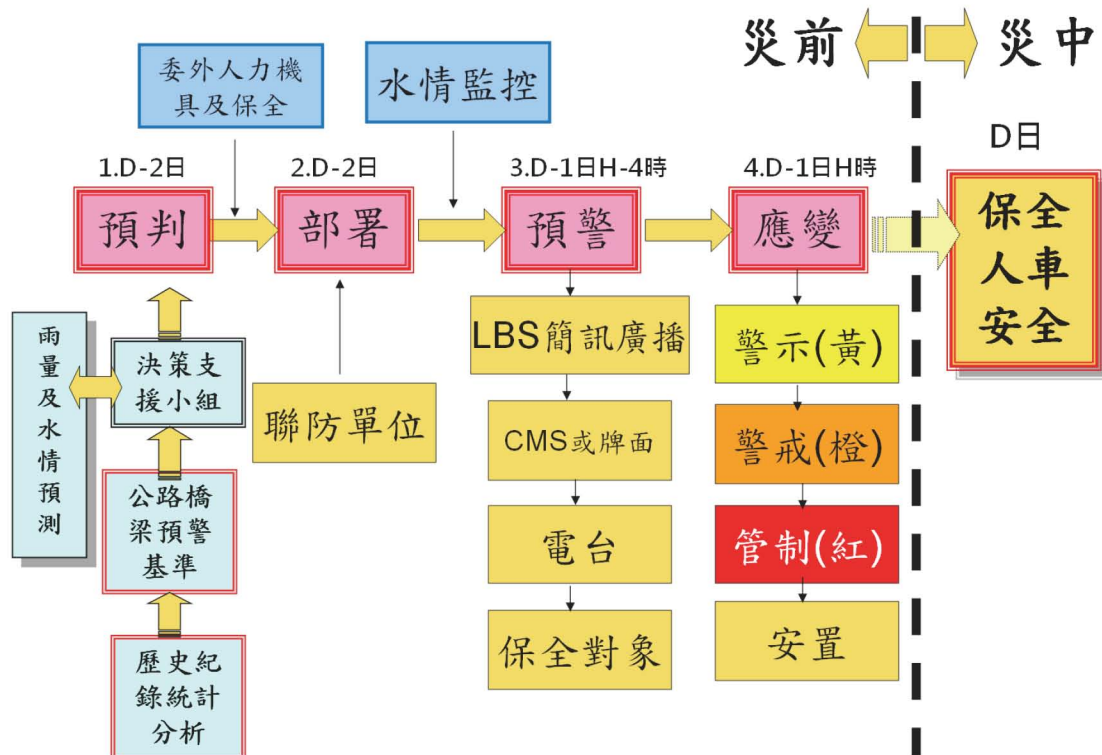 災前
災中
委外人力機
具及保全
水情監控
D日
1.D-2日
2.D-2日
3.D-1日H-4時
4.D-1日H時
預判
部署
預警
應變
保全
人車
安全
雨量及水情預測
決策支
援小組
公路橋
梁預警
基準
歷史紀
錄統計
分析
聯防單位
LBS簡訊廣播
CMS或牌面
電台
保全對象
警示(黃)
警戒(橙)
管制(紅)
安置